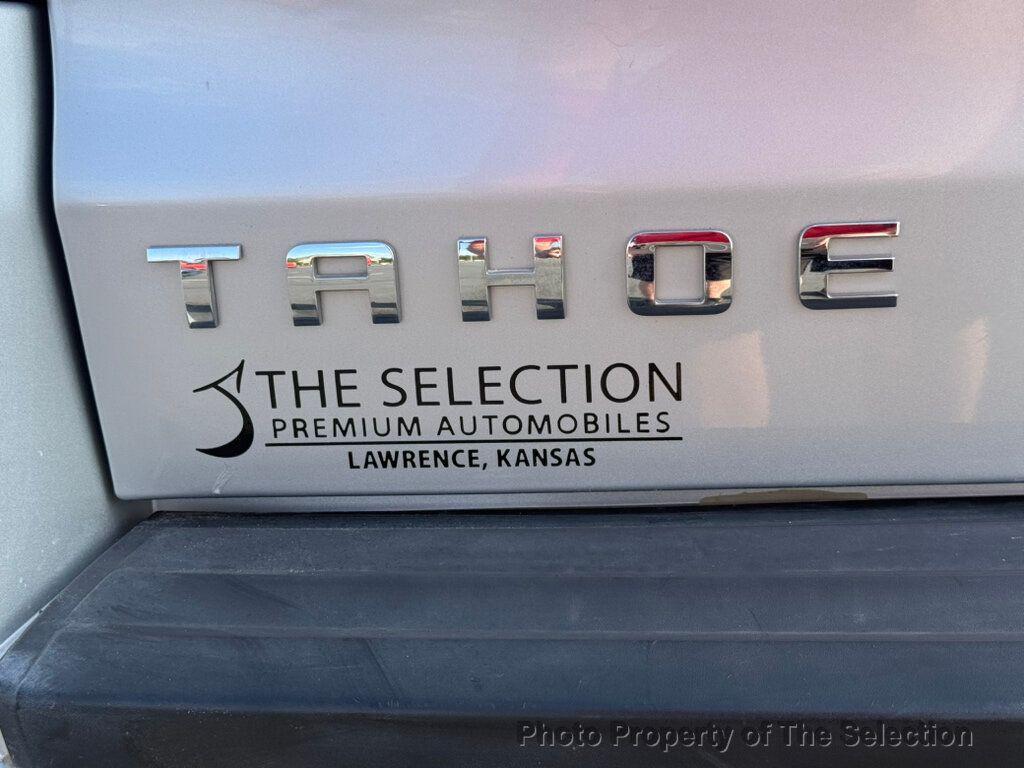 TAHOE
THE SELECTION
PREMIUM AUTOMOBILES
LAWRENCE, KANSAS
Photo Property of The Selection